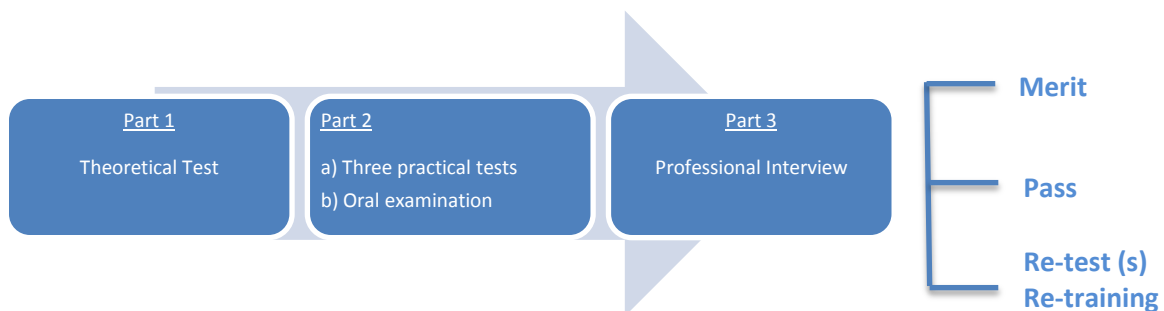 Part 1
Theoretical Test
Part 2
a) Three practical tests
b) Oral examination
Part 3
Professional Interview
Merit
Pass
Re-test (s)
Re-training